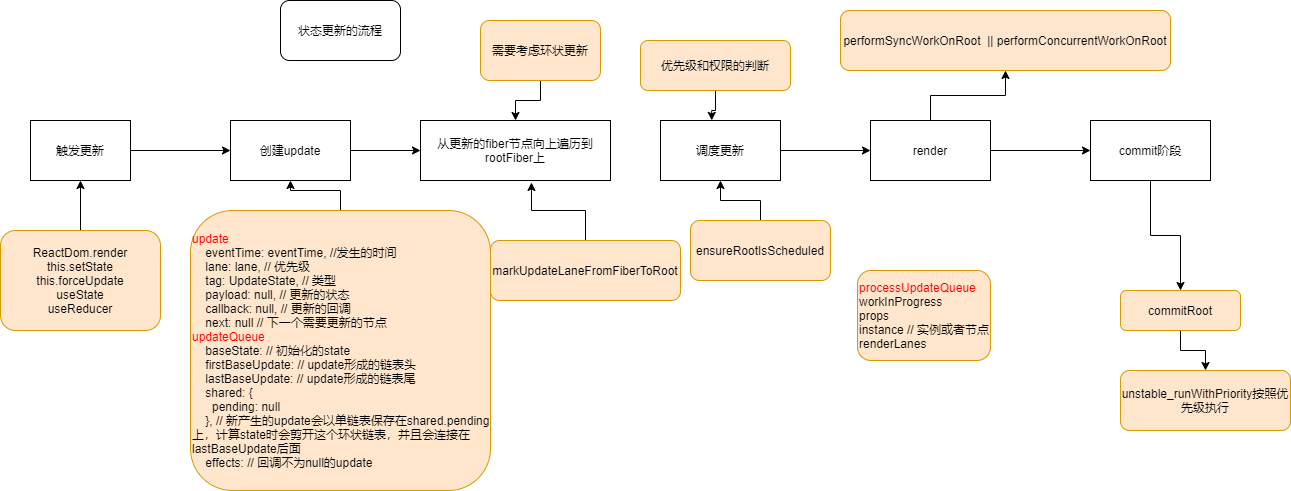 状态更新的流程
需要考虑环状更新
优先级和权限的判断
performSyncWorkOnRoot || performConcurrentWorkOnRoot
触发更新
创建update
从更新的fiber节点向上遍历到
rootFiber上
调度更新
render
commit阶段
ReactDom.render
this.setState
this.forceUpdate
useState
useReducer
update
eventTime: eventTime, //发生的时间
lane: lane, // 优先级
tag: UpdateState, // 类型
payload: null, // 更新的状态
callback: null, // 更新的回调
next: null // 下一个需要更新的节点
updateQueue
baseState: // 初始化的state
firstBaseUpdate: // update形成的链表头
lastBaseUpdate: // update形成的链表尾
shared: {
pending: null
}, // 新产生的update会以单链表保存在shared.pending
上，计算state时会剪开这个环状链表，并且会连接在
lastBaseUpdate后面
effects: // 回调不为null的update
markUpdateLaneFromFiberToRoot
ensureRootIsScheduled
processUpdateQueue
workInProgress
props
instance // 实例或者节点
renderLanes
commitRoot
unstable_runWithPriority按照优
先级执行